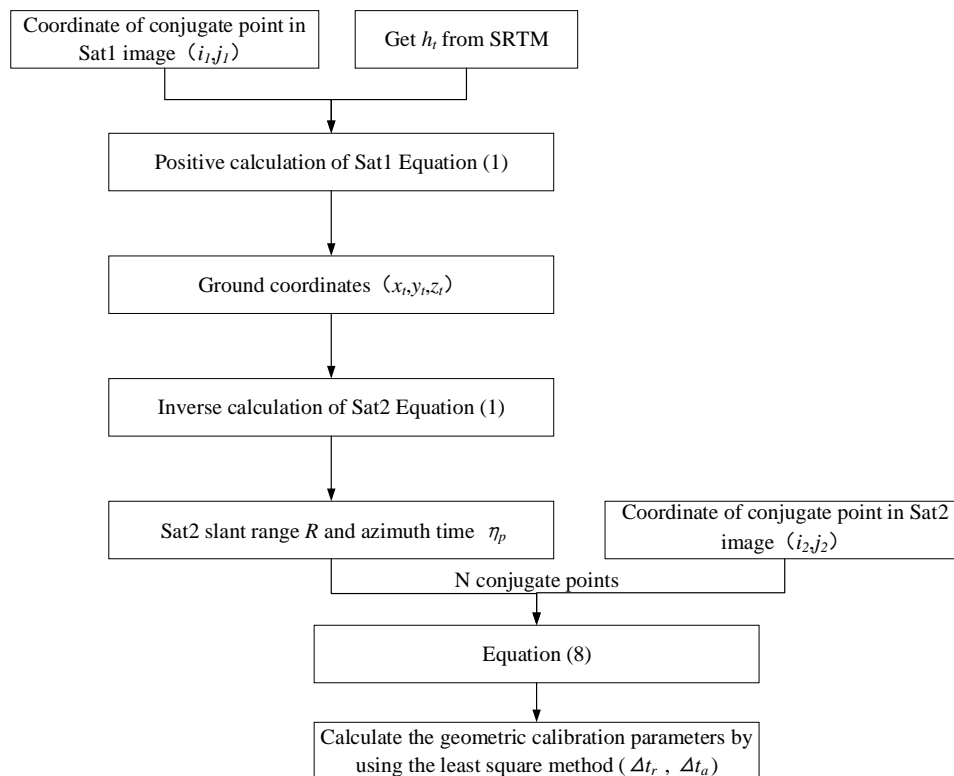 Coordinate of conjugate point in
Sat1 image（i1,j1）
Get ht from SRTM
Positive calculation of Sat1 Equation (1)
Ground coordinates（xt,yt,zt）
Inverse calculation of Sat2 Equation (1)
Sat2 slant range R and azimuth time ηp
Coordinate of conjugate point in Sat2
image（i2,j2）
N conjugate points
Equation (8)
Calculate the geometric calibration parameters by
using the least square method ( Δtr , Δta )